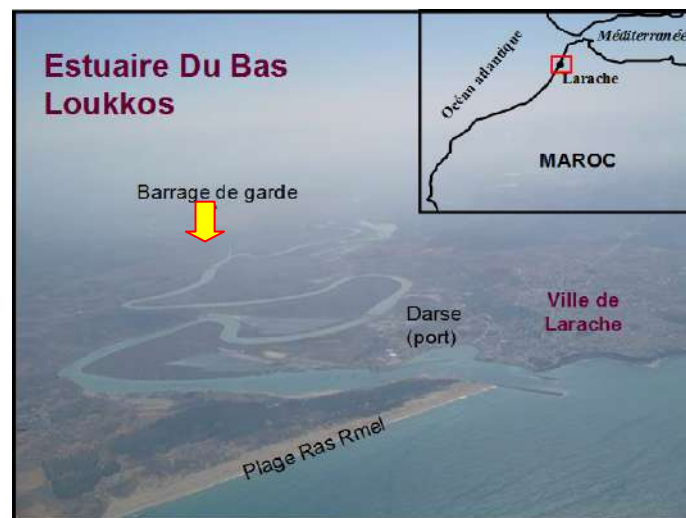 Estuaire Du Bas
Loukkos
Méditerranée
Océan atlantique
Larache
MAROC
Barrage de garde
Ville de
Larache
Darse
(port)
Plage Ras Rmel